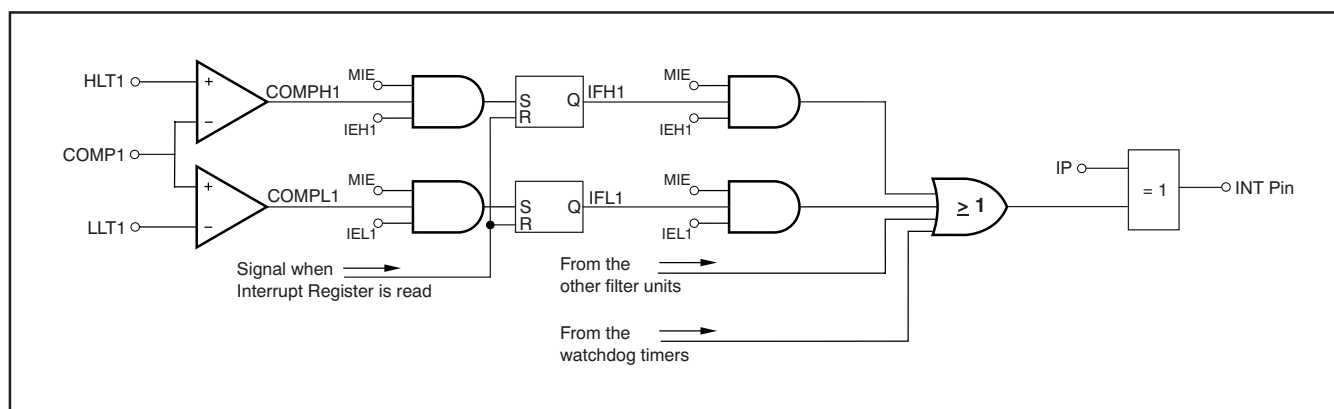 HLT1
COMP1
LLT1
+
−
+
−
COMPH1
COMPL1
MIE
IEH1
MIE
IEL1
S
R
Q
IFH1
S
R
Q
IFL1
MIE
IEH1
MIE
IEL1
Signal when
Interrupt Register is read
From the
other filter units
From the
watchdog timers
≥ 1
IP
= 1
INT Pin